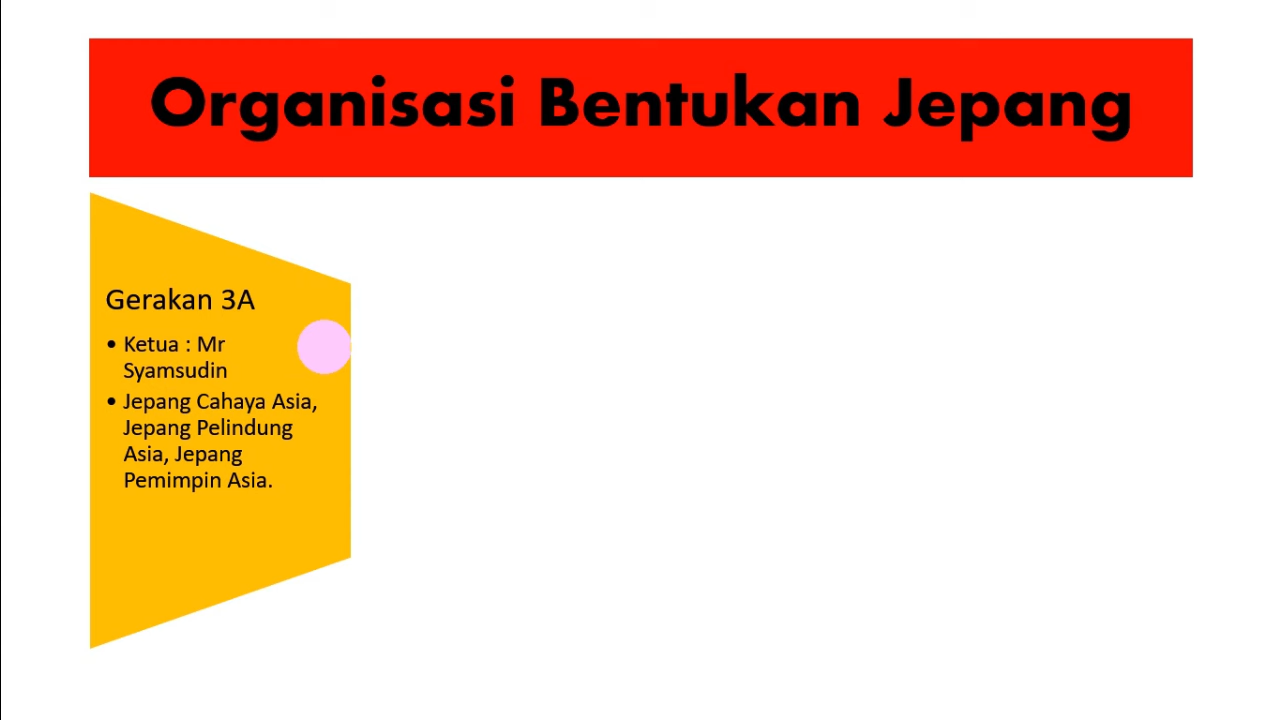 Organisasi Bentukan Jepang
Gerakan 3A
• Ketua : Mr
Syamsudin
• Jepang Cahaya Asia,
Jepang Pelindung
Asia, Jepang
Pemimpin Asia.